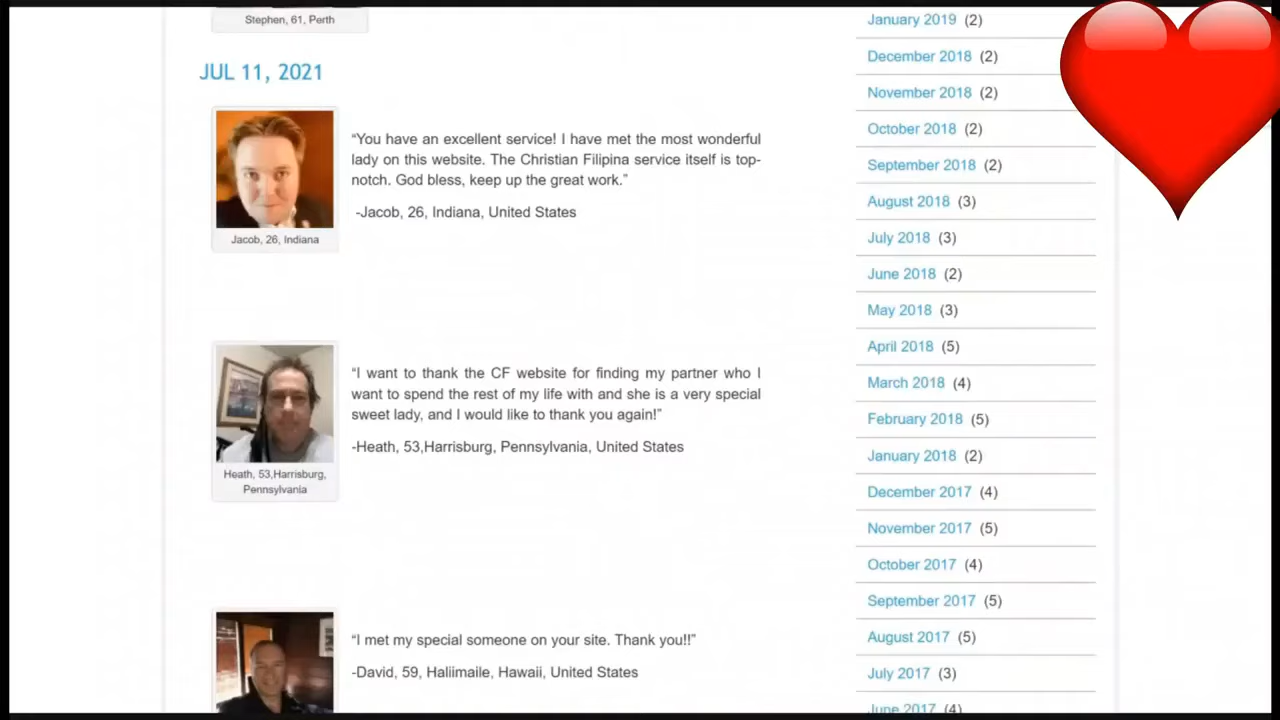 Stephen, 61, Perth
JUL 11, 2021
“You have an excellent service! I have met the most wonderful
lady on this website. The Christian Filipina service itself is top-
notch. God bless, keep up the great work.”
-Jacob, 26, Indiana, United States
Jacob, 26, Indiana
“I want to thank the CF website for finding my partner who I
want to spend the rest of my life with and she is a very special
sweet lady, and I would like to thank you again!”
-Heath, 53,Harrisburg, Pennsylvania, United States
Heath, 53,Harrisburg,
Pennsylvania
“I met my special someone on your site. Thank you!!”
-David, 59, Haliimaile, Hawaii, United States
January 2019 (2)
December 2018 (2)
November 2018 (2)
October 2018 (2)
September 2018 (2)
August 2018 (3)
July 2018 (3)
June 2018 (2)
May 2018 (3)
April 2018 (5)
March 2018 (4)
February 2018 (5)
January 2018 (2)
December 2017 (4)
November 2017 (5)
October 2017 (4)
September 2017 (5)
August 2017 (5)
July 2017 (3)
June 2017 (4)